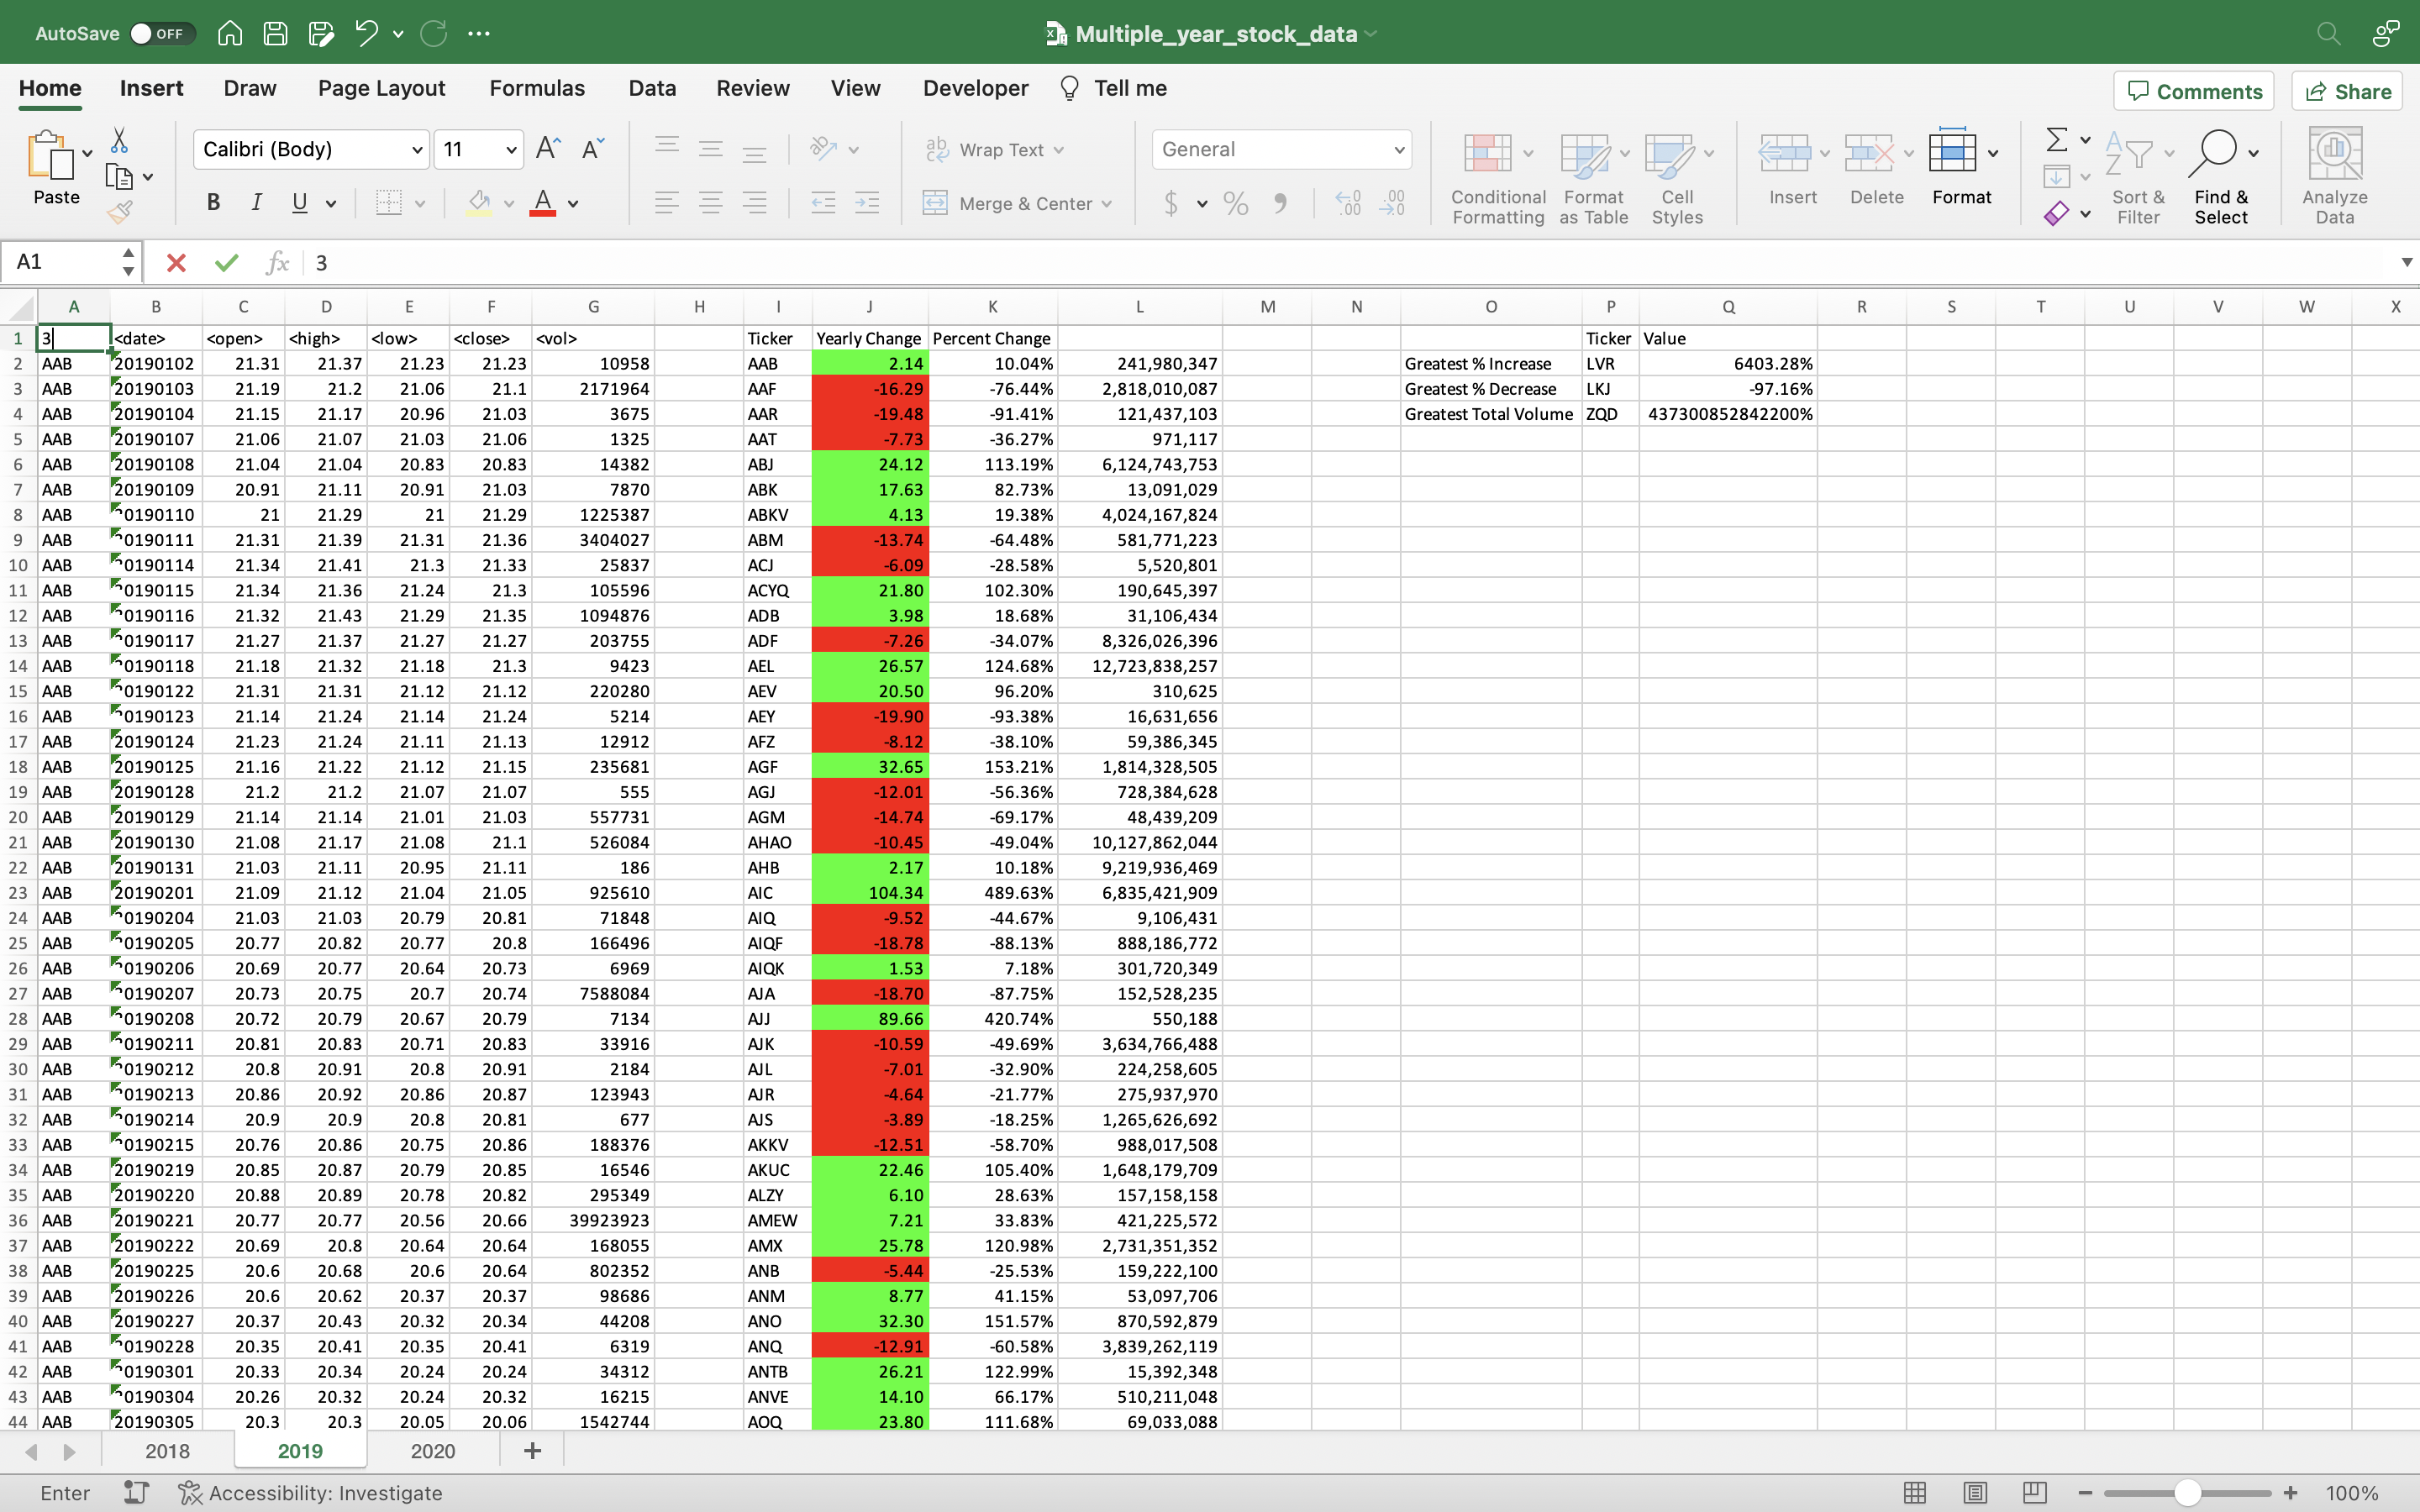 AutoSave OFF Multiple_year_stock_data
Home Insert Draw Page Layout Formulas Data Review View Developer Tell me Comments Share
Paste Calibri (Body) 11 A^ A˅ ab Wrap Text General Conditional Formatting Format as Table Cell Styles Insert Delete Format Sort & Filter Find & Select Analyze Data
B I U A Merge & Center $ % 9 .00 .00
A1 fx 3
A B C D E F G H I J K L M N O P Q R S T U V W X
1 3 <date> <open> <high> <low> <close> <vol> Ticker Yearly Change Percent Change Ticker Value
2 AAB 20190102 21.31 21.37 21.23 21.23 10958 AAB 2.14 10.04% 241,980,347 Greatest % Increase LVR 6403.28%
3 AAB 20190103 21.19 21.2 21.06 21.1 2171964 AAF -16.29 -76.44% 2,818,010,087 Greatest % Decrease LKJ -97.16%
4 AAB 20190104 21.15 21.17 20.96 21.03 3675 AAR -19.48 -91.41% 121,437,103 Greatest Total Volume ZQD 437300852842200%
5 AAB 20190107 21.06 21.07 21.03 21.06 1325 AAT -7.73 -36.27% 971,117
6 AAB 20190108 21.04 21.04 20.83 20.83 14382 ABJ 24.12 113.19% 6,124,743,753
7 AAB 20190109 20.91 21.11 20.91 21.03 7870 ABK 17.63 82.73% 13,091,029
8 AAB 20190110 21 21.29 21 21.29 1225387 ABKV 4.13 19.38% 4,024,167,824
9 AAB 20190111 21.31 21.39 21.31 21.36 3404027 ABM -13.74 -64.48% 581,771,223
10 AAB 20190114 21.34 21.41 21.3 21.33 25837 ACJ -6.09 -28.58% 5,520,801
11 AAB 20190115 21.34 21.36 21.24 21.3 105596 ACYQ 21.80 102.30% 190,645,397
12 AAB 20190116 21.32 21.43 21.29 21.35 1094876 ADB 3.98 18.68% 31,106,434
13 AAB 20190117 21.27 21.37 21.27 21.27 203755 ADF -7.26 -34.07% 8,326,026,396
14 AAB 20190118 21.18 21.32 21.18 21.3 9423 AEL 26.57 124.68% 12,723,838,257
15 AAB 20190122 21.31 21.31 21.12 21.12 220280 AEV 20.50 96.20% 310,625
16 AAB 20190123 21.14 21.24 21.14 21.24 5214 AEY -19.90 -93.38% 16,631,656
17 AAB 20190124 21.23 21.24 21.11 21.13 12912 AFZ -8.12 -38.10% 59,386,345
18 AAB 20190125 21.16 21.22 21.12 21.15 235681 AGF 32.65 153.21% 1,814,328,505
19 AAB 20190128 21.2 21.2 21.07 21.07 555 AGJ -12.01 -56.36% 728,384,628
20 AAB 20190129 21.14 21.14 21.01 21.03 557731 AGM -14.74 -69.17% 48,439,209
21 AAB 20190130 21.08 21.17 21.08 21.1 526084 AHAO -10.45 -49.04% 10,127,862,044
22 AAB 20190131 21.03 21.11 20.95 21.11 186 AHB 2.17 10.18% 9,219,936,469
23 AAB 20190201 21.09 21.12 21.04 21.05 925610 AIC 104.34 489.63% 6,835,421,909
24 AAB 20190204 21.03 21.03 20.79 20.81 71848 AIQ -9.52 -44.67% 9,106,431
25 AAB 20190205 20.77 20.82 20.77 20.8 166496 AIQF -18.78 -88.13% 888,186,772
26 AAB 20190206 20.69 20.77 20.64 20.73 6969 AIQK 1.53 7.18% 301,720,349
27 AAB 20190207 20.73 20.75 20.7 20.74 7588084 AJA -18.70 -87.75% 152,528,235
28 AAB 20190208 20.72 20.79 20.67 20.79 7134 AJJ 89.66 420.74% 550,188
29 AAB 20190211 20.81 20.83 20.71 20.83 33916 AJK -10.59 -49.69% 3,634,766,488
30 AAB 20190212 20.8 20.91 20.8 20.91 2184 AJL -7.01 -32.90% 224,258,605
31 AAB 20190213 20.86 20.92 20.86 20.87 123943 AJR -4.64 -21.77% 275,937,970
32 AAB 20190214 20.9 20.9 20.8 20.81 677 AJS -3.89 -18.25% 1,265,626,692
33 AAB 20190215 20.76 20.86 20.75 20.86 188376 AKKV -12.51 -58.70% 988,017,508
34 AAB 20190219 20.85 20.87 20.79 20.85 16546 AKUC 22.46 105.40% 1,648,179,709
35 AAB 20190220 20.88 20.89 20.78 20.82 295349 ALZY 6.10 28.63% 157,158,158
36 AAB 20190221 20.77 20.77 20.56 20.66 39923923 AMEW 7.21 33.83% 421,225,572
37 AAB 20190222 20.69 20.8 20.64 20.64 168055 AMX 25.78 120.98% 2,731,351,352
38 AAB 20190225 20.6 20.68 20.6 20.64 802352 ANB -5.44 -25.53% 159,222,100
39 AAB 20190226 20.6 20.62 20.37 20.37 98686 ANM 8.77 41.15% 53,097,706
40 AAB 20190227 20.37 20.43 20.32 20.34 44208 ANO 32.30 151.57% 870,592,879
41 AAB 20190228 20.35 20.41 20.35 20.41 6319 ANQ -12.91 -60.58% 3,839,262,119
42 AAB 20190301 20.33 20.34 20.24 20.24 34312 ANTB 26.21 122.99% 15,392,348
43 AAB 20190304 20.26 20.32 20.24 20.32 16215 ANVE 14.10 66.17% 510,211,048
44 AAB 20190305 20.3 20.3 20.05 20.06 1542744 AOQ 23.80 111.68% 69,033,088
2018 2019 2020 +
Enter Accessibility: Investigate 100%